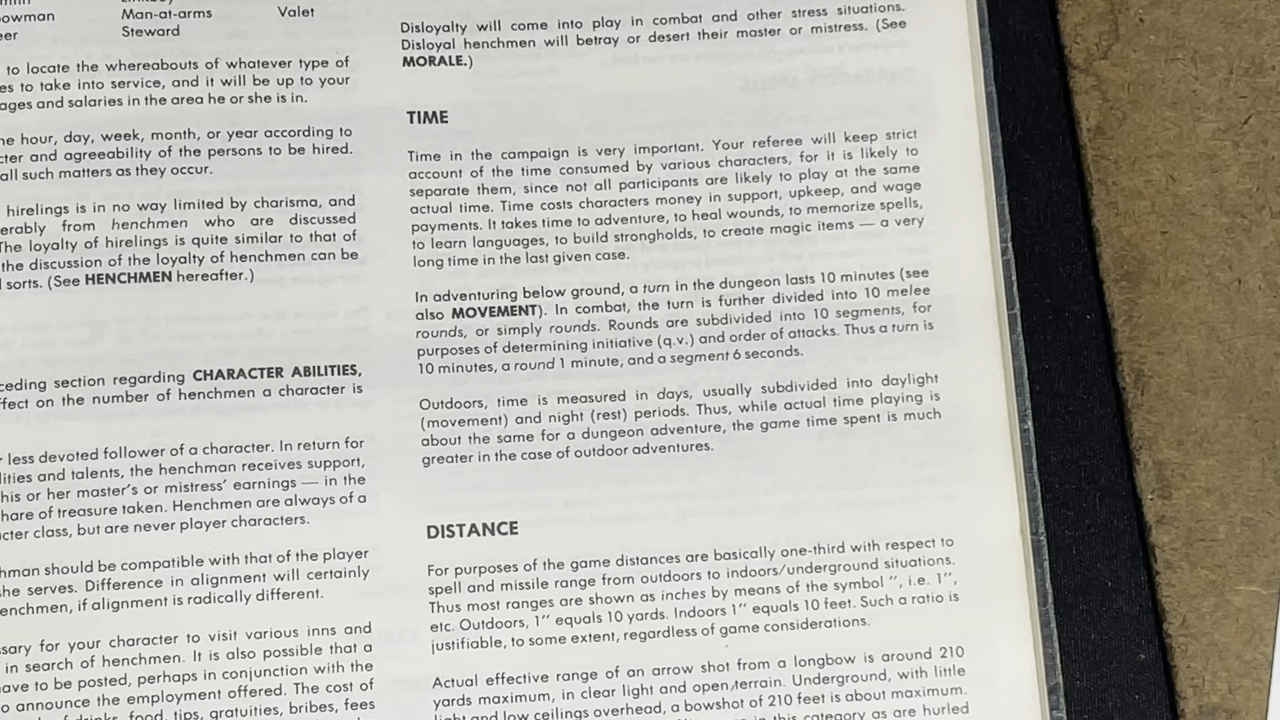 Man-at-arms Valet
Steward
to locate the whereabouts of whatever type of
to take into service, and it will be up to your
and salaries in the area he or she is in.
hour, day, week, month, or year according to
and agreeability of the persons to be hired.
all such matters as they occur.
hirelings is in no way limited by charisma, and
from henchmen who are discussed
The loyalty of hirelings is quite similar to that of
the discussion of the loyalty of henchmen can be
sorts. (See HENCHMEN hereafter.)
section regarding CHARACTER ABILITIES,
on the number of henchmen a character is
less devoted follower of a character. In return for
and talents, the henchman receives support,
his or her master's or mistress' earnings — in the
of treasure taken. Henchmen are always of a
class, but are never player characters.
should be compatible with that of the player
she serves. Difference in alignment will certainly
henchmen, if alignment is radically different.
for your character to visit various inns and
in search of henchmen. It is also possible that a
to be posted, perhaps in conjunction with the
announce the employment offered. The cost of
food, tips, gratuities, bribes, fees
Disloyalty will come into play in combat and other stress situations.
Disloyal henchmen will betray or desert their master or mistress. (See
MORALE.)
TIME
Time in the campaign is very important. Your referee will keep strict
account of the time consumed by various characters, for it is likely to
separate them, since not all participants are likely to play at the same
actual time. Time costs characters money in support, upkeep, and wage
payments. It takes time to adventure, to heal wounds, to memorize spells,
to learn languages, to build strongholds, to create magic items — a very
long time in the last given case.
In adventuring below ground, a turn in the dungeon lasts 10 minutes (see
also MOVEMENT). In combat, the turn is further divided into 10 melee
rounds, or simply rounds. Rounds are subdivided into 10 segments, for
purposes of determining initiative (q.v.) and order of attacks. Thus a turn is
10 minutes, a round 1 minute, and a segment 6 seconds.
Outdoors, time is measured in days, usually subdivided into daylight
(movement) and night (rest) periods. Thus, while actual time playing is
about the same for a dungeon adventure, the game time spent is much
greater in the case of outdoor adventures.
DISTANCE
For purposes of the game distances are basically one-third with respect to
spell and missile range from outdoors to indoors/underground situations.
Thus most ranges are shown as inches by means of the symbol ", i.e. 1",
etc. Outdoors, 1" equals 10 yards. Indoors 1" equals 10 feet. Such a ratio is
justifiable, to some extent, regardless of game considerations.
Actual effective range of an arrow shot from a longbow is around 210
yards maximum, in clear light and open terrain. Underground, with little
light and low ceilings overhead, a bowshot of 210 feet is about maximum.
in this category as are hurled